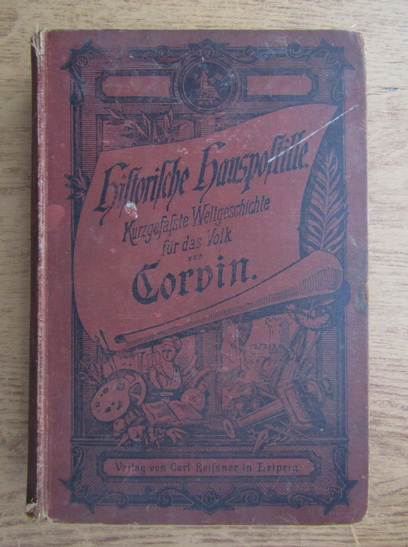 Historische Hauspostille.
Kurzgefaſste Weltgeschichte
für das Volk
von
Corvin.
Verlag von Carl Reißner in Leipzig.